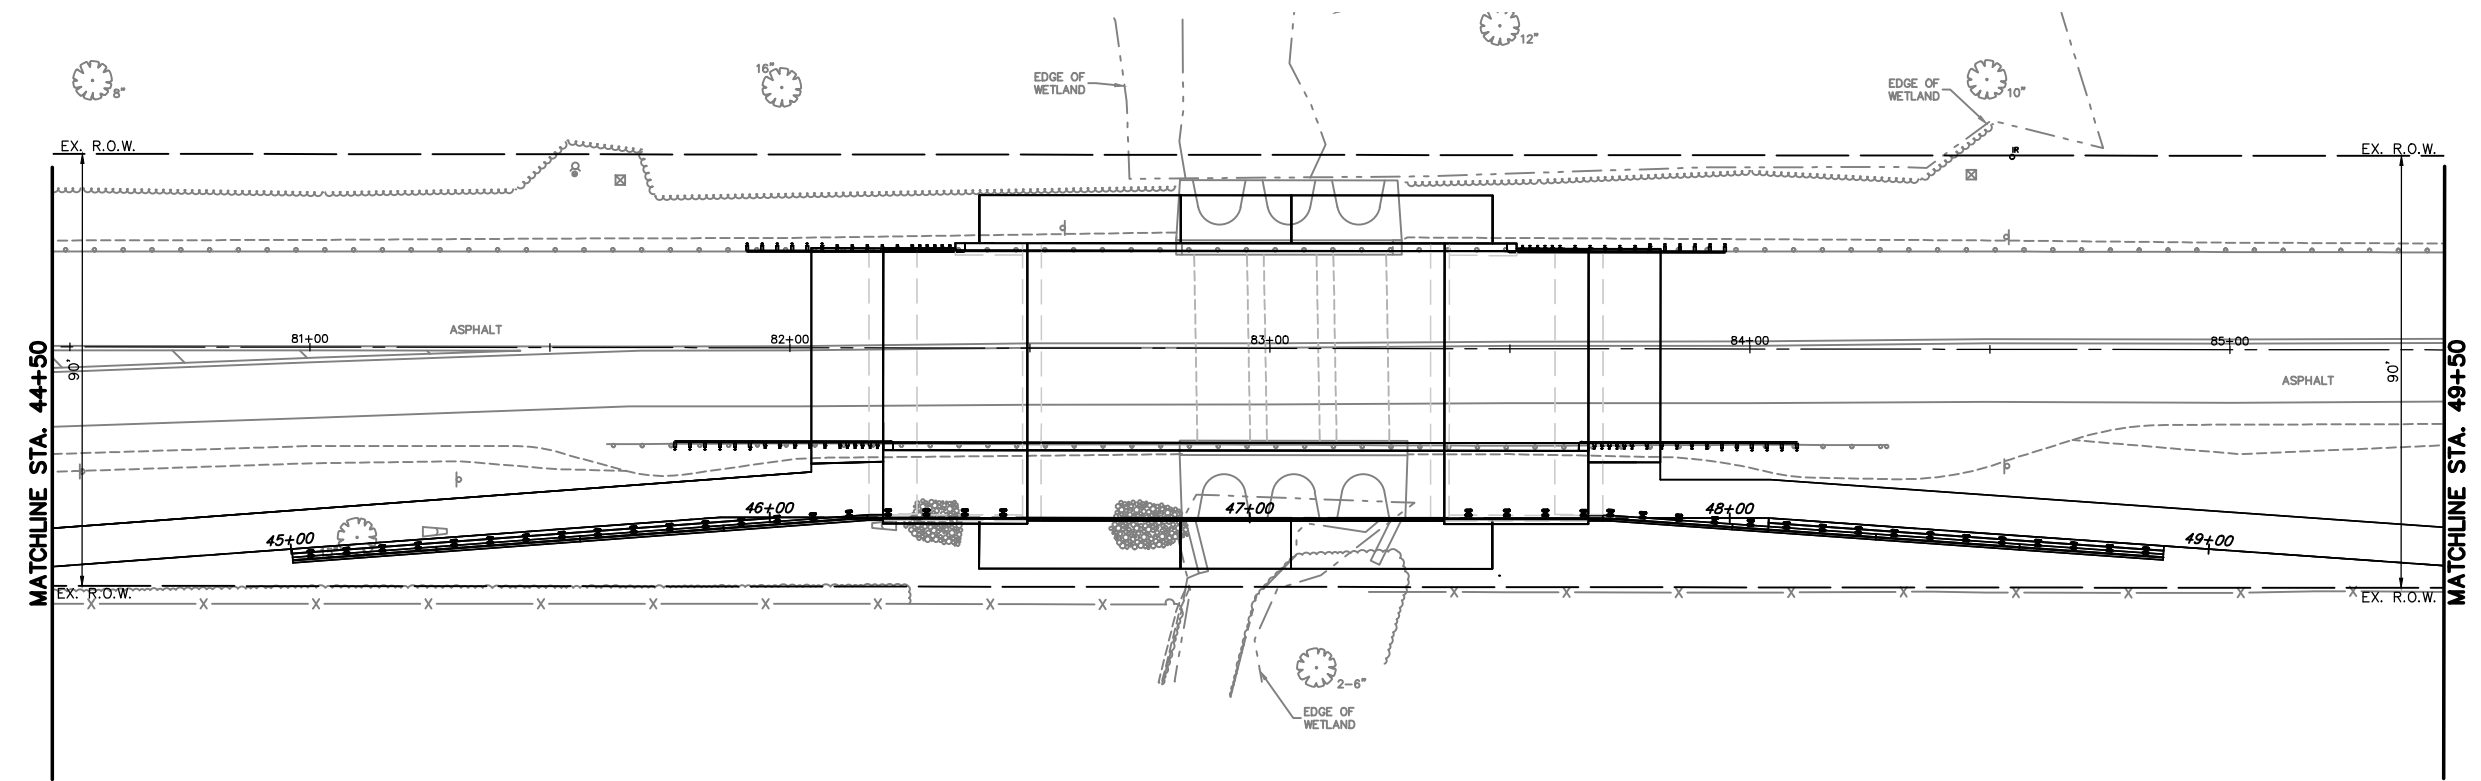 12"
16"
EDGE OF
WETLAND
8"
EDGE OF
WETLAND
10"
EX. R.O.W.
IR
EX. R.O.W.
ASPHALT
81+00
82+00
83+00
84+00
85+00
90'
90'
ASPHALT
MATCHLINE STA. 44+50
MATCHLINE STA. 49+50
45+00
46+00
47+00
48+00
49+00
EX. R.O.W.
EX. R.O.W.
X X X X X X X X X X
X X X X X X X X X
2-6"
EDGE OF
WETLAND